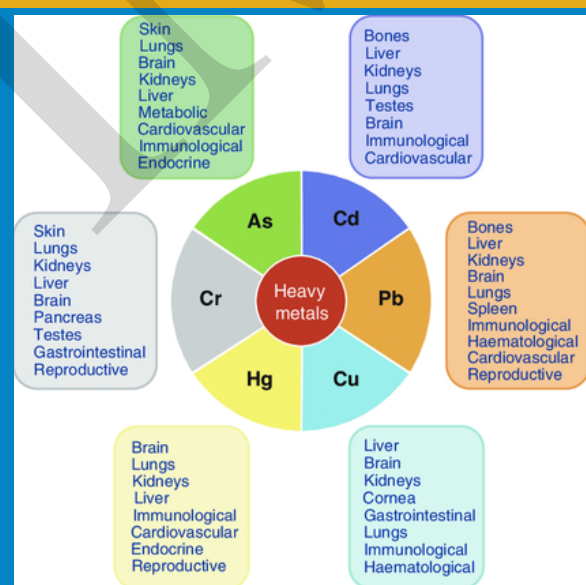 Skin
Lungs
Brain
Kidneys
Liver
Metabolic
Cardiovascular
Immunological
Endocrine
Bones
Liver
Kidneys
Lungs
Testes
Brain
Immunological
Cardiovascular
Skin
Lungs
Kidneys
Liver
Brain
Pancreas
Testes
Gastrointestinal
Reproductive
As
Cd
Cr
Heavy
metals
Pb
Hg
Cu
Bones
Liver
Kidneys
Brain
Lungs
Spleen
Immunological
Haematological
Cardiovascular
Reproductive
Brain
Lungs
Kidneys
Liver
Immunological
Cardiovascular
Endocrine
Reproductive
Liver
Brain
Kidneys
Cornea
Gastrointestinal
Lungs
Immunological
Haematological